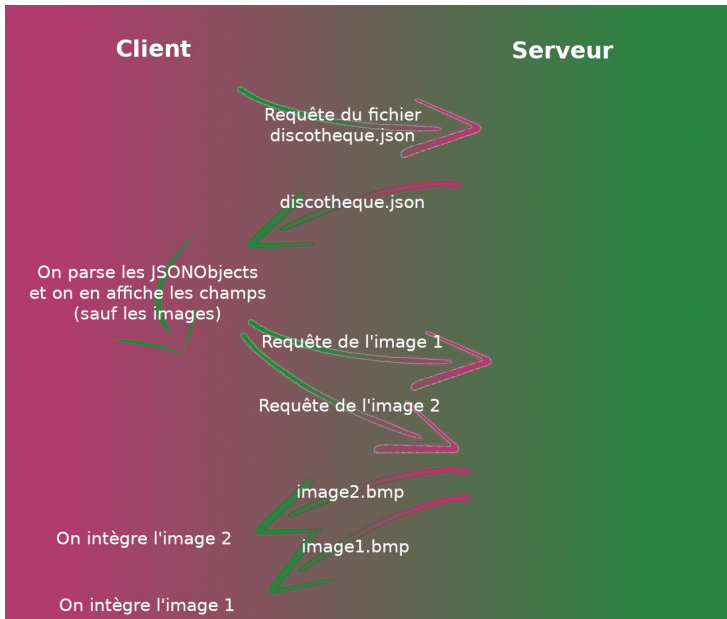 Client
Serveur
Requête du fichier
discotheque.json
discotheque.json
On parse les JSONObjects
et on en affiche les champs
(sauf les images)
Requête de l'image 1
Requête de l'image 2
image2.bmp
On intègre l'image 2
image1.bmp
On intègre l'image 1